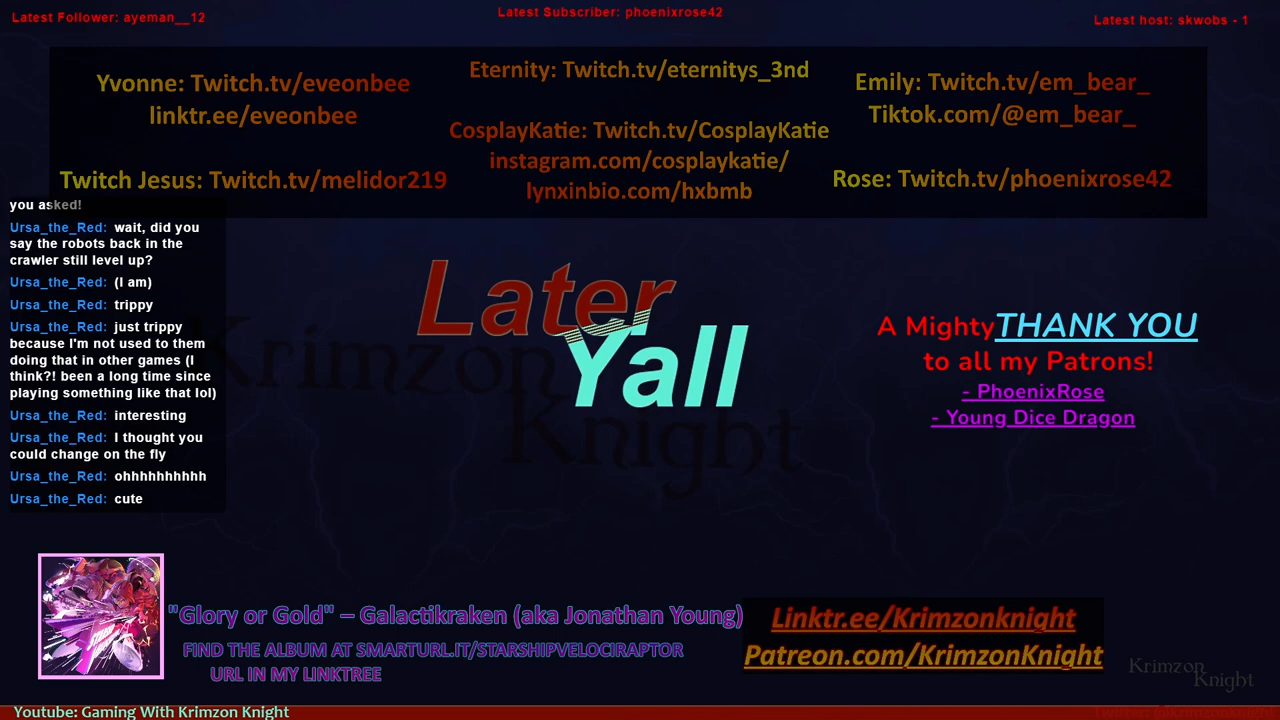 Latest Follower: ayeman__12
Latest Subscriber: phoenixrose42
Latest host: skwobs - 1
Yvonne: Twitch.tv/eveonbee
linktr.ee/eveonbee
Twitch Jesus: Twitch.tv/melidor219
Eternity: Twitch.tv/eternitys_3nd
CosplayKatie: Twitch.tv/CosplayKatie
instagram.com/cosplaykatie/
lynxinbio.com/hxbmb
Emily: Twitch.tv/em_bear_
Tiktok.com/@em_bear_
Rose: Twitch.tv/phoenixrose42
you asked!
Ursa_the_Red: wait, did you
say the robots back in the
crawler still level up?
Ursa_the_Red: (I am)
Ursa_the_Red: trippy
Ursa_the_Red: just trippy
because I'm not used to them
doing that in other games (I
think?! been a long time since
playing something like that lol)
Ursa_the_Red: interesting
Ursa_the_Red: I thought you
could change on the fly
Ursa_the_Red: ohhhhhhhhhh
Ursa_the_Red: cute
Later
Yall
Krimzon
Knight
A Mighty THANK YOU
to all my Patrons!
- PhoenixRose
- Young Dice Dragon
"Glory or Gold" – Galactikraken (aka Jonathan Young)
FIND THE ALBUM AT SMARTURL.IT/STARSHIPVELOCIRAPTOR
URL IN MY LINKTREE
Linktr.ee/Krimzonknight
Patreon.com/KrimzonKnight
Krimzon
Knight
Youtube: Gaming With Krimzon Knight